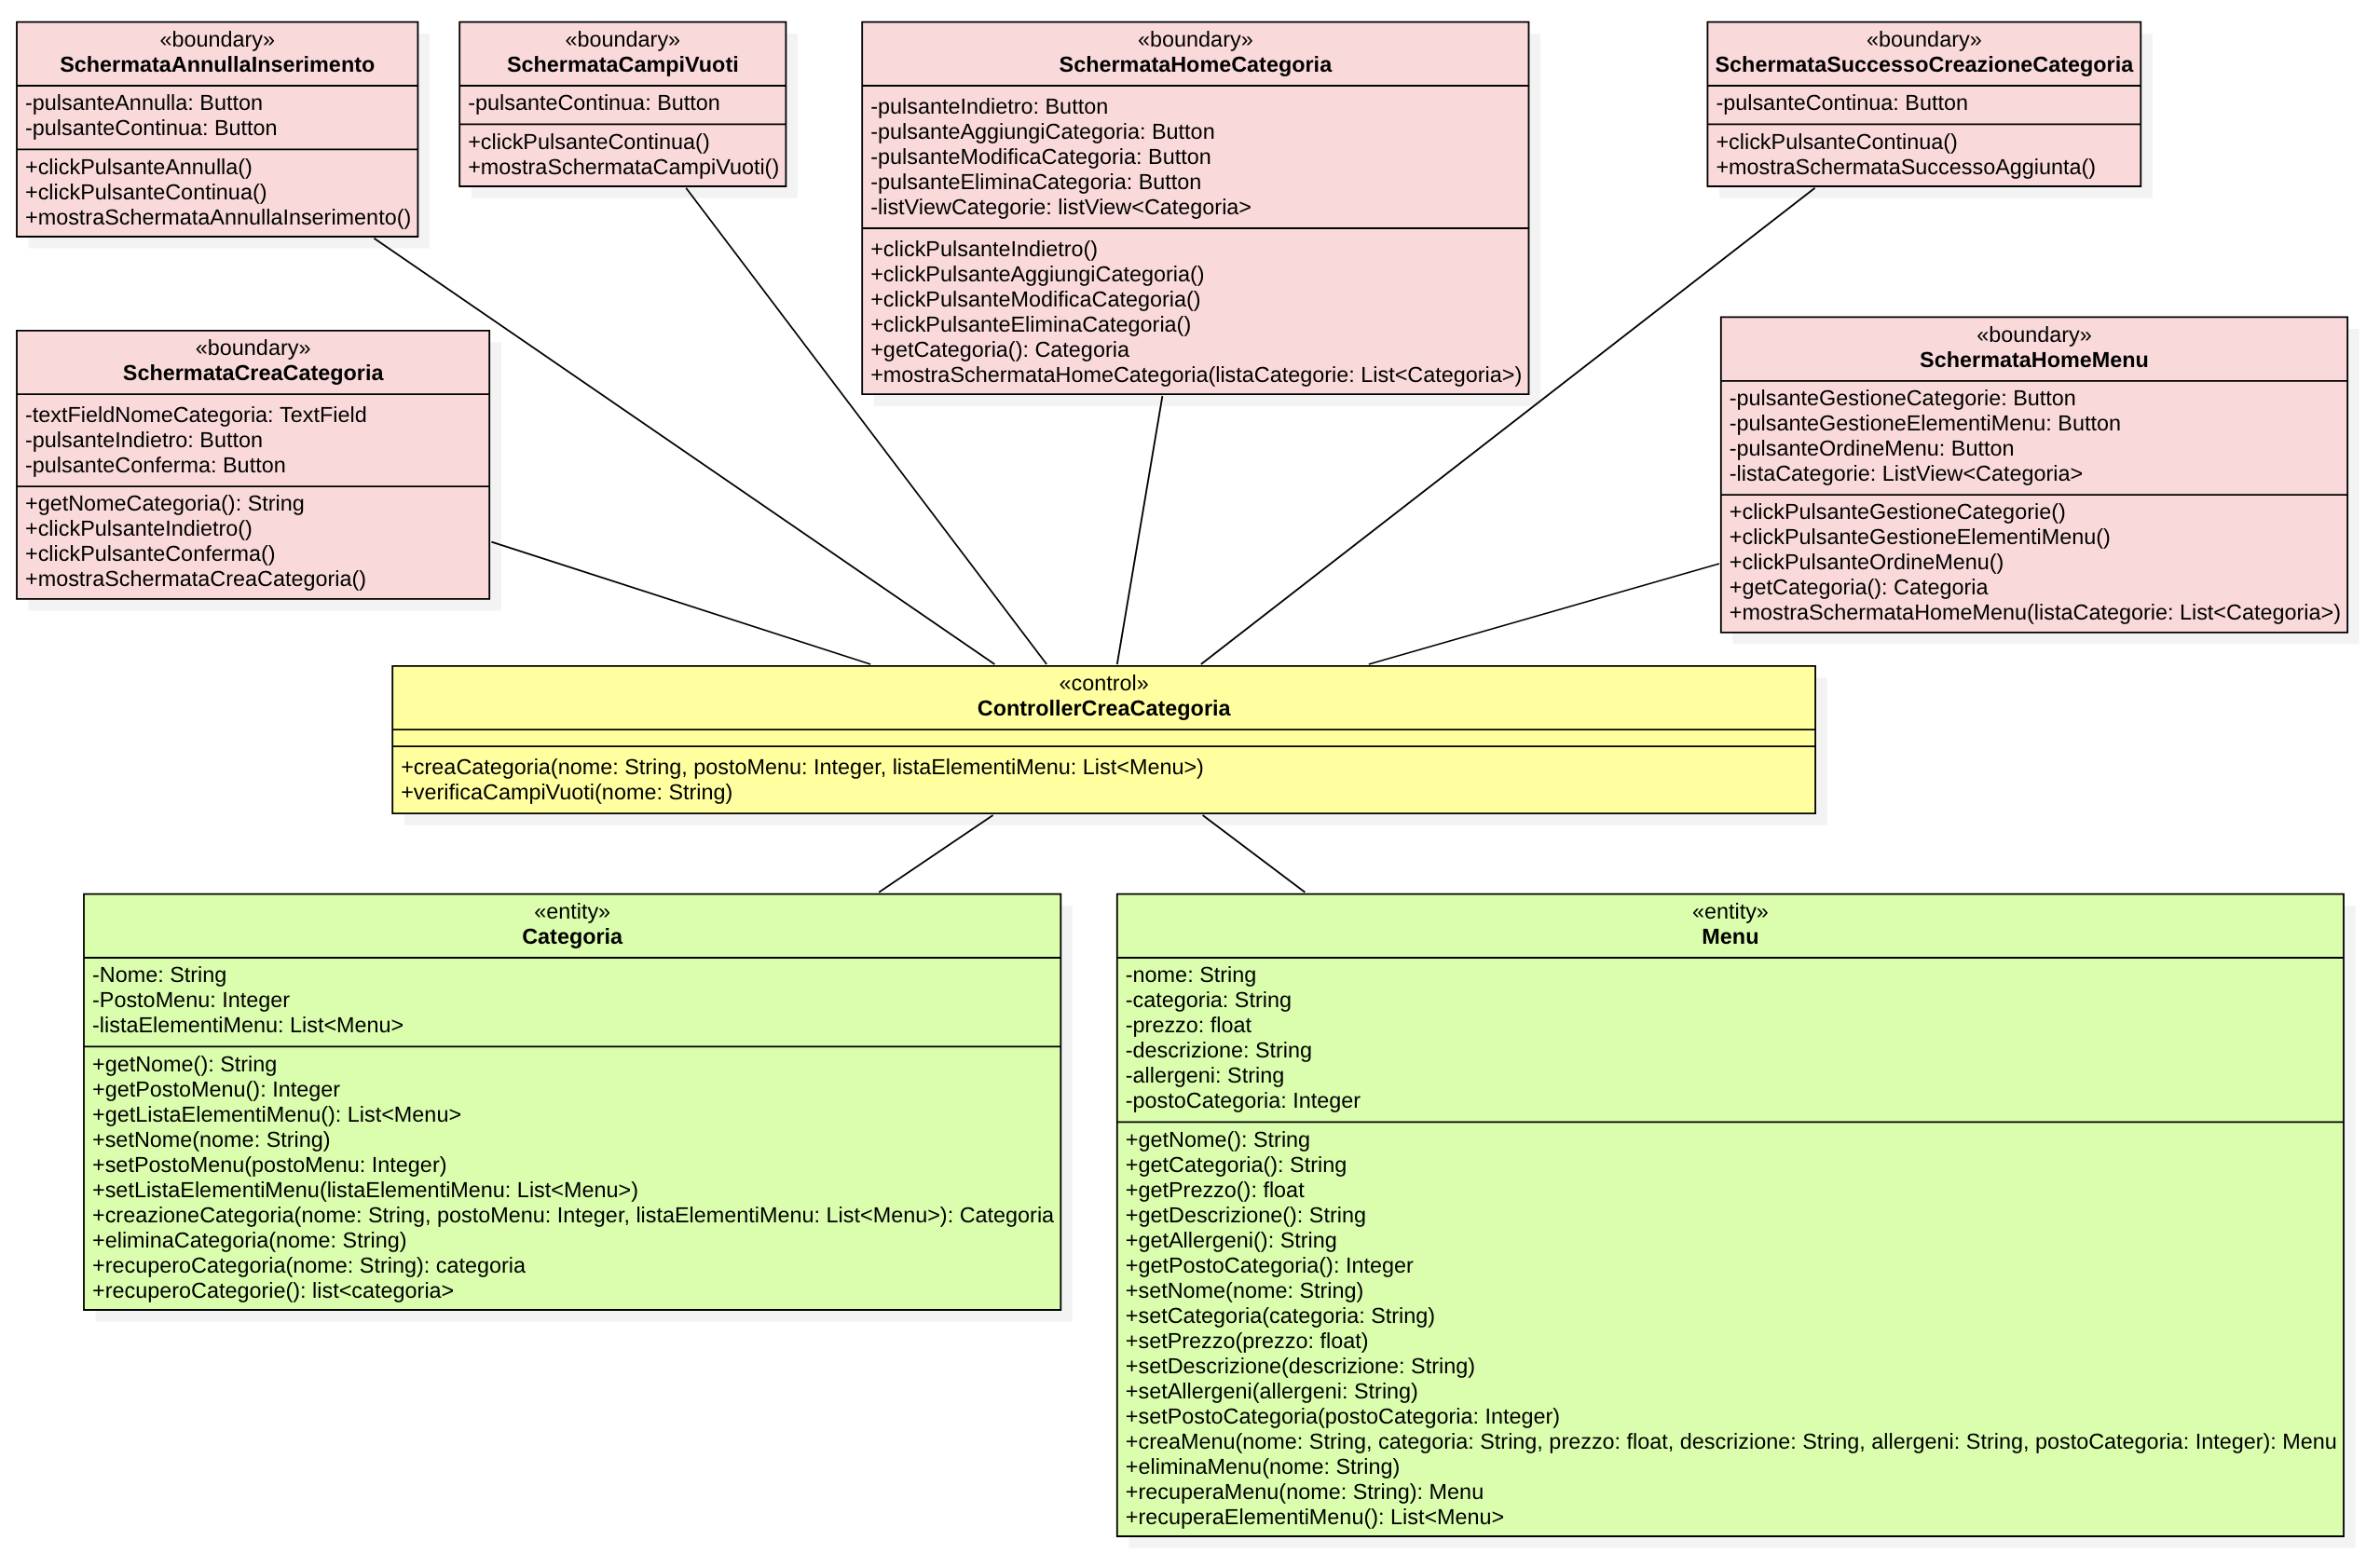 «boundary»
SchermataAnnullaInserimento
-pulsanteAnnulla: Button
-pulsanteContinua: Button
+clickPulsanteAnnulla()
+clickPulsanteContinua()
+mostraSchermataAnnullaInserimento()
«boundary»
SchermataCampiVuoti
-pulsanteContinua: Button
+clickPulsanteContinua()
+mostraSchermataCampiVuoti()
«boundary»
SchermataHomeCategoria
-pulsanteIndietro: Button
-pulsanteAggiungiCategoria: Button
-pulsanteModificaCategoria: Button
-pulsanteEliminaCategoria: Button
-listViewCategorie: listView<Categoria>
+clickPulsanteIndietro()
+clickPulsanteAggiungiCategoria()
+clickPulsanteModificaCategoria()
+clickPulsanteEliminaCategoria()
+getCategoria(): Categoria
+mostraSchermataHomeCategoria(listaCategorie: List<Categoria>)
«boundary»
SchermataSuccessoCreazioneCategoria
-pulsanteContinua: Button
+clickPulsanteContinua()
+mostraSchermataSuccessoAggiunta()
«boundary»
SchermataCreaCategoria
-textFieldNomeCategoria: TextField
-pulsanteIndietro: Button
-pulsanteConferma: Button
+getNomeCategoria(): String
+clickPulsanteIndietro()
+clickPulsanteConferma()
+mostraSchermataCreaCategoria()
«boundary»
SchermataHomeMenu
-pulsanteGestioneCategorie: Button
-pulsanteGestioneElementiMenu: Button
-pulsanteOrdineMenu: Button
-listaCategorie: ListView<Categoria>
+clickPulsanteGestioneCategorie()
+clickPulsanteGestioneElementiMenu()
+clickPulsanteOrdineMenu()
+getCategoria(): Categoria
+mostraSchermataHomeMenu(listaCategorie: List<Categoria>)
«control»
ControllerCreaCategoria
+creaCategoria(nome: String, postoMenu: Integer, listaElementiMenu: List<Menu>)
+verificaCampiVuoti(nome: String)
«entity»
Categoria
-Nome: String
-PostoMenu: Integer
-listaElementiMenu: List<Menu>
+getNome(): String
+getPostoMenu(): Integer
+getListaElementiMenu(): List<Menu>
+setNome(nome: String)
+setPostoMenu(postoMenu: Integer)
+setListaElementiMenu(listaElementiMenu: List<Menu>)
+creazioneCategoria(nome: String, postoMenu: Integer, listaElementiMenu: List<Menu>): Categoria
+eliminaCategoria(nome: String)
+recuperoCategoria(nome: String): categoria
+recuperoCategorie(): list<categoria>
«entity»
Menu
-nome: String
-categoria: String
-prezzo: float
-descrizione: String
-allergeni: String
-postoCategoria: Integer
+getNome(): String
+getCategoria(): String
+getPrezzo(): float
+getDescrizione(): String
+getAllergeni(): String
+getPostoCategoria(): Integer
+setNome(nome: String)
+setCategoria(categoria: String)
+setPrezzo(prezzo: float)
+setDescrizione(descrizione: String)
+setAllergeni(allergeni: String)
+setPostoCategoria(postoCategoria: Integer)
+creaMenu(nome: String, categoria: String, prezzo: float, descrizione: String, allergeni: String, postoCategoria: Integer): Menu
+eliminaMenu(nome: String)
+recuperaMenu(nome: String): Menu
+recuperaElementiMenu(): List<Menu>